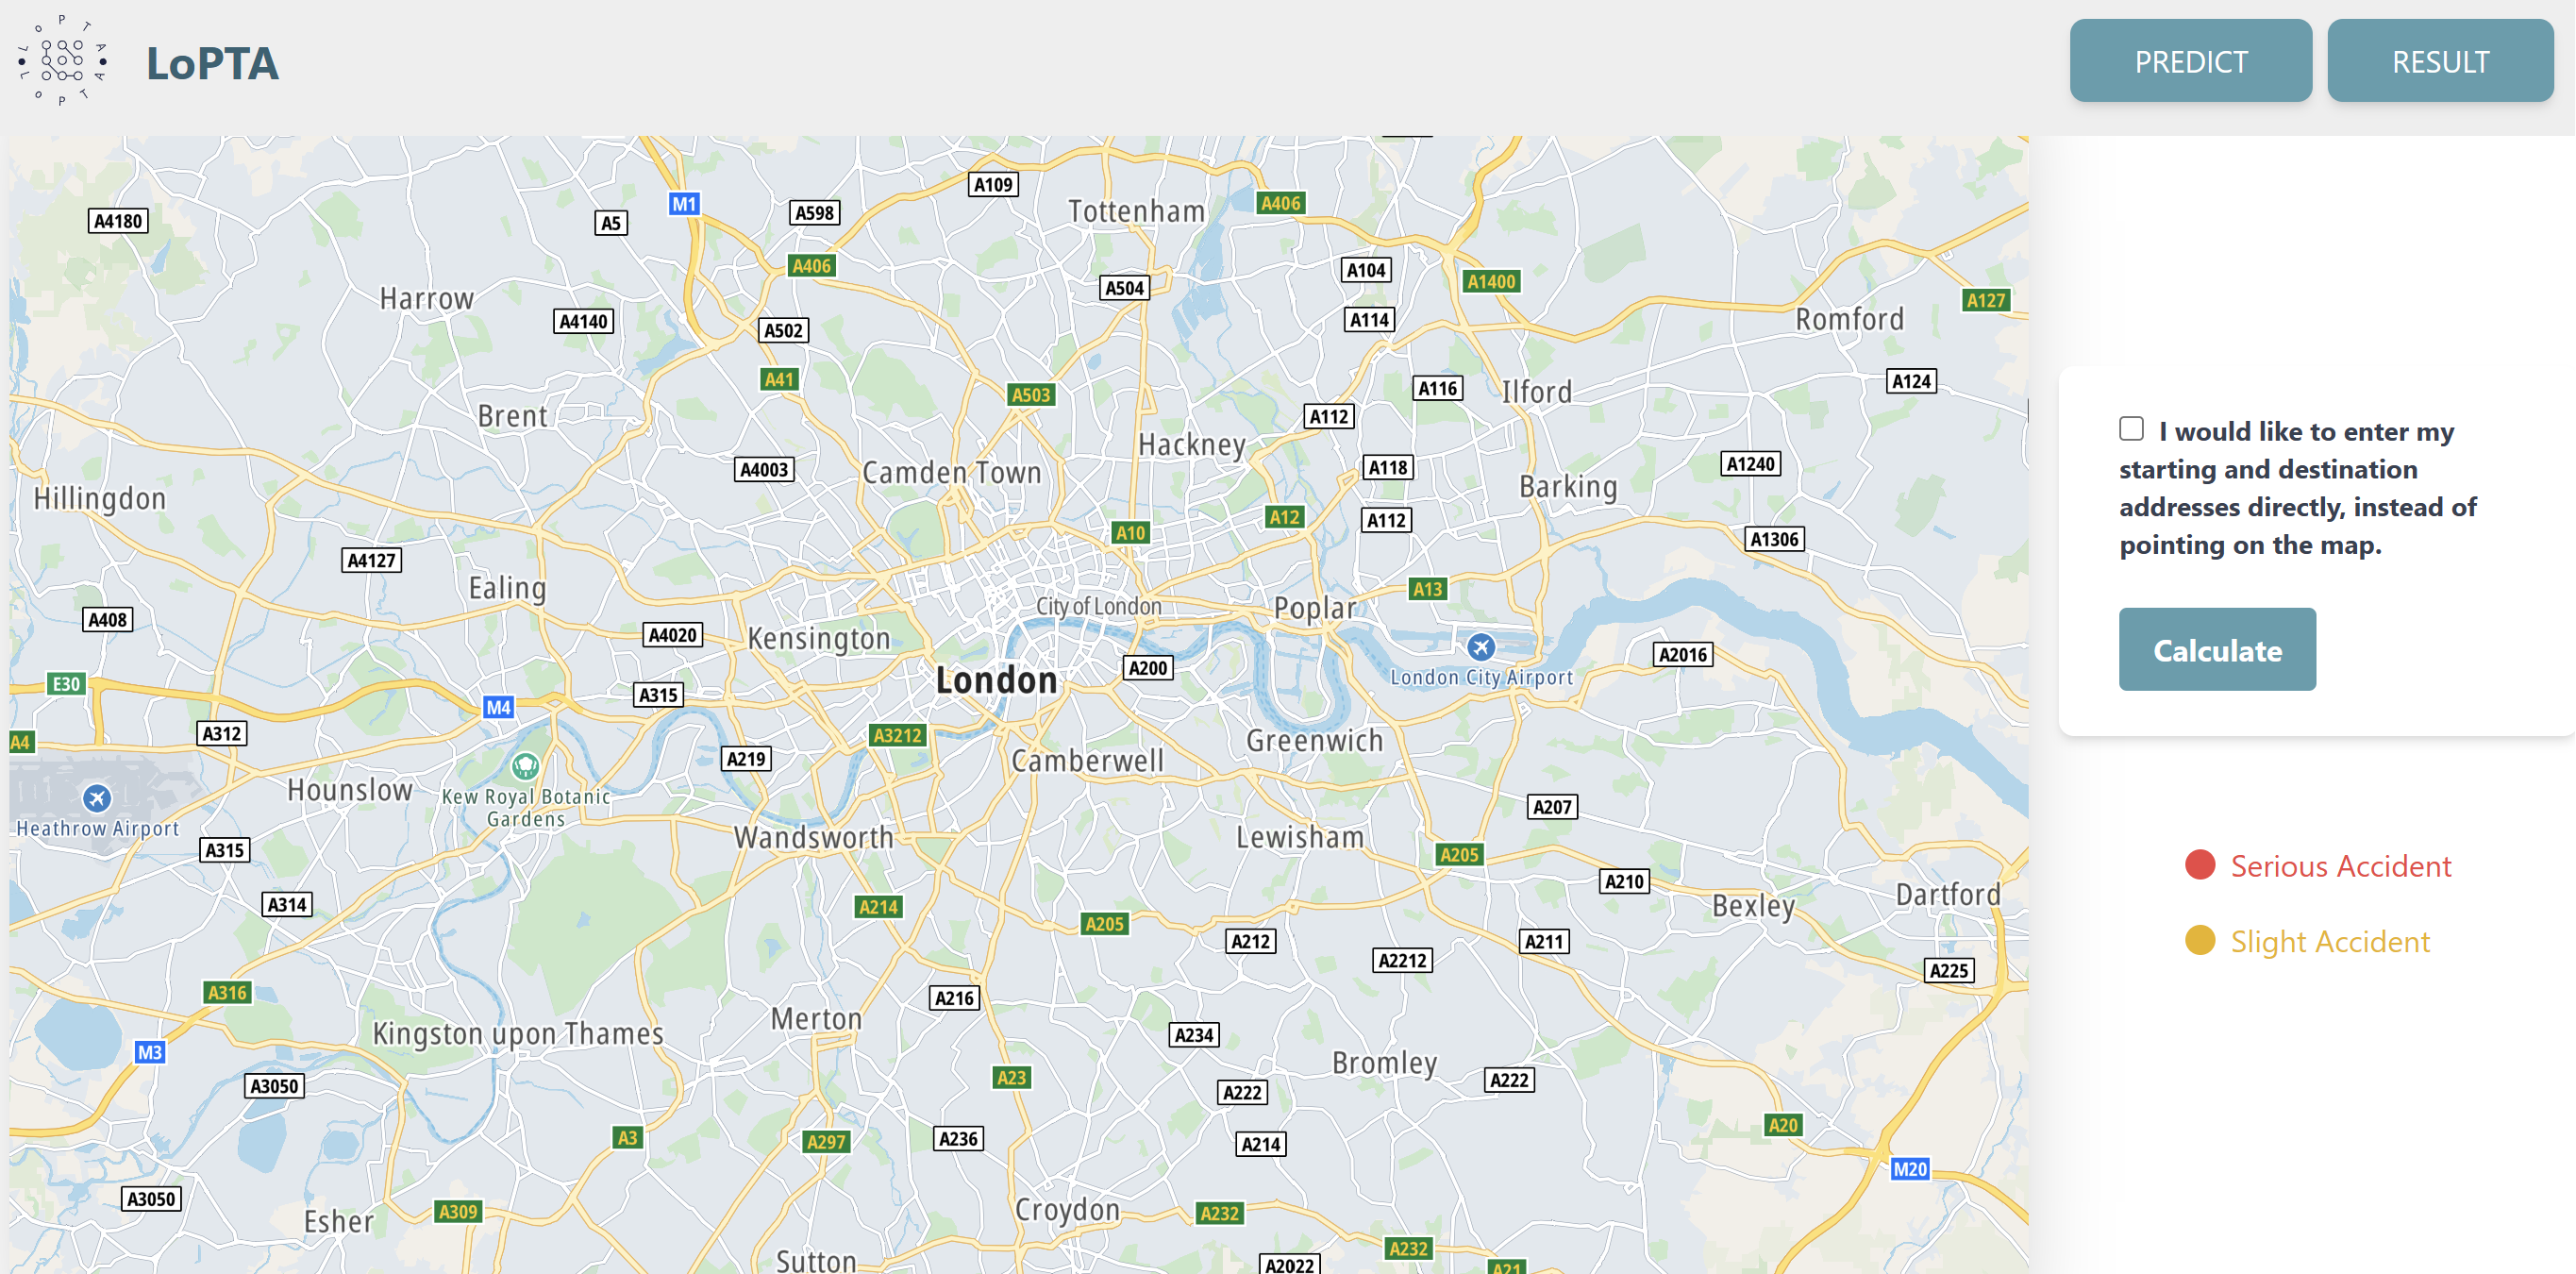 LoPTA
PREDICT
RESULT
A109
M1
A406
Tottenham
A598
A4180
A5
A406
A104
A1400
A504
Harrow
A127
A4140
A114
Romford
A502
A41
A124
A116
Ilford
A503
Brent
A112
Hackney
A4003
Camden Town
A118
A1240
Barking
Hillingdon
A12
A112
A10
A1306
A4127
Ealing
A13
City of London
Poplar
A408
A4020
Kensington
A2016
A200
London
London City Airport
E30
A315
M4
A312
A3212
A4
Greenwich
A219
Camberwell
Hounslow
Kew Royal Botanic
Gardens
A207
Heathrow Airport
Wandsworth
Lewisham
A315
A205
A210
Dartford
A314
A214
Bexley
A205
A212
A211
A2212
A225
A316
A216
Merton
Kingston upon Thames
A234
M3
Bromley
A3050
A23
A222
A222
A20
A3
A297
A236
A214
M20
A3050
Croydon
A309
A232
Esher
A232
Sutton
A2022
A21
I would like to enter my
starting and destination
addresses directly, instead of
pointing on the map.
Calculate
Serious Accident
Slight Accident